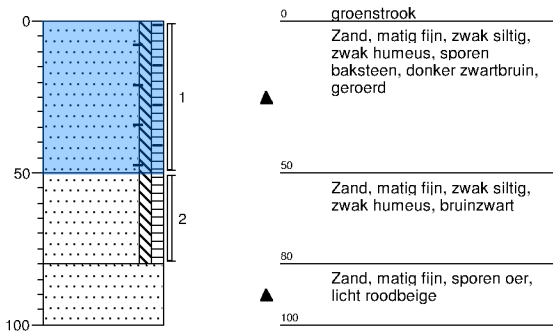 0
50
100
1
2
0 groenstrook
Zand, matig fijn, zwak siltig,
zwak humeus, sporen
baksteen, donker zwartbruin,
geroerd
50
Zand, matig fijn, zwak siltig,
zwak humeus, bruinzwart
80
Zand, matig fijn, sporen oer,
licht roodbeige
100